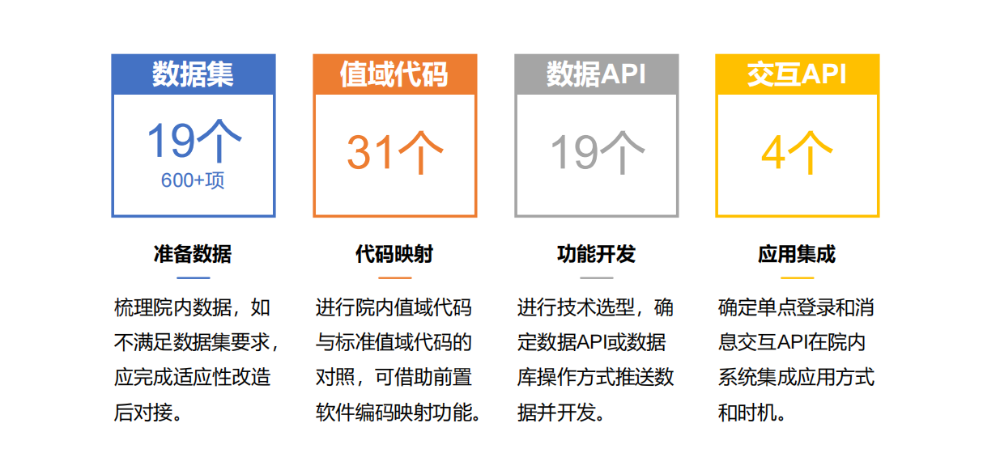 数据集
19个
600+项
准备数据
梳理院内数据，如
不满足数据集要求，
应完成适应性改造
后对接。
值域代码
31个
代码映射
进行院内值域代码
与标准值域代码的
对照，可借助前置
软件编码映射功能。
数据API
19个
功能开发
进行技术选型，确
定数据API或数据
库操作方式推送数
据并开发。
交互API
4个
应用集成
确定单点登录和消
息交互API在院内
系统集成应用方式
和时机。